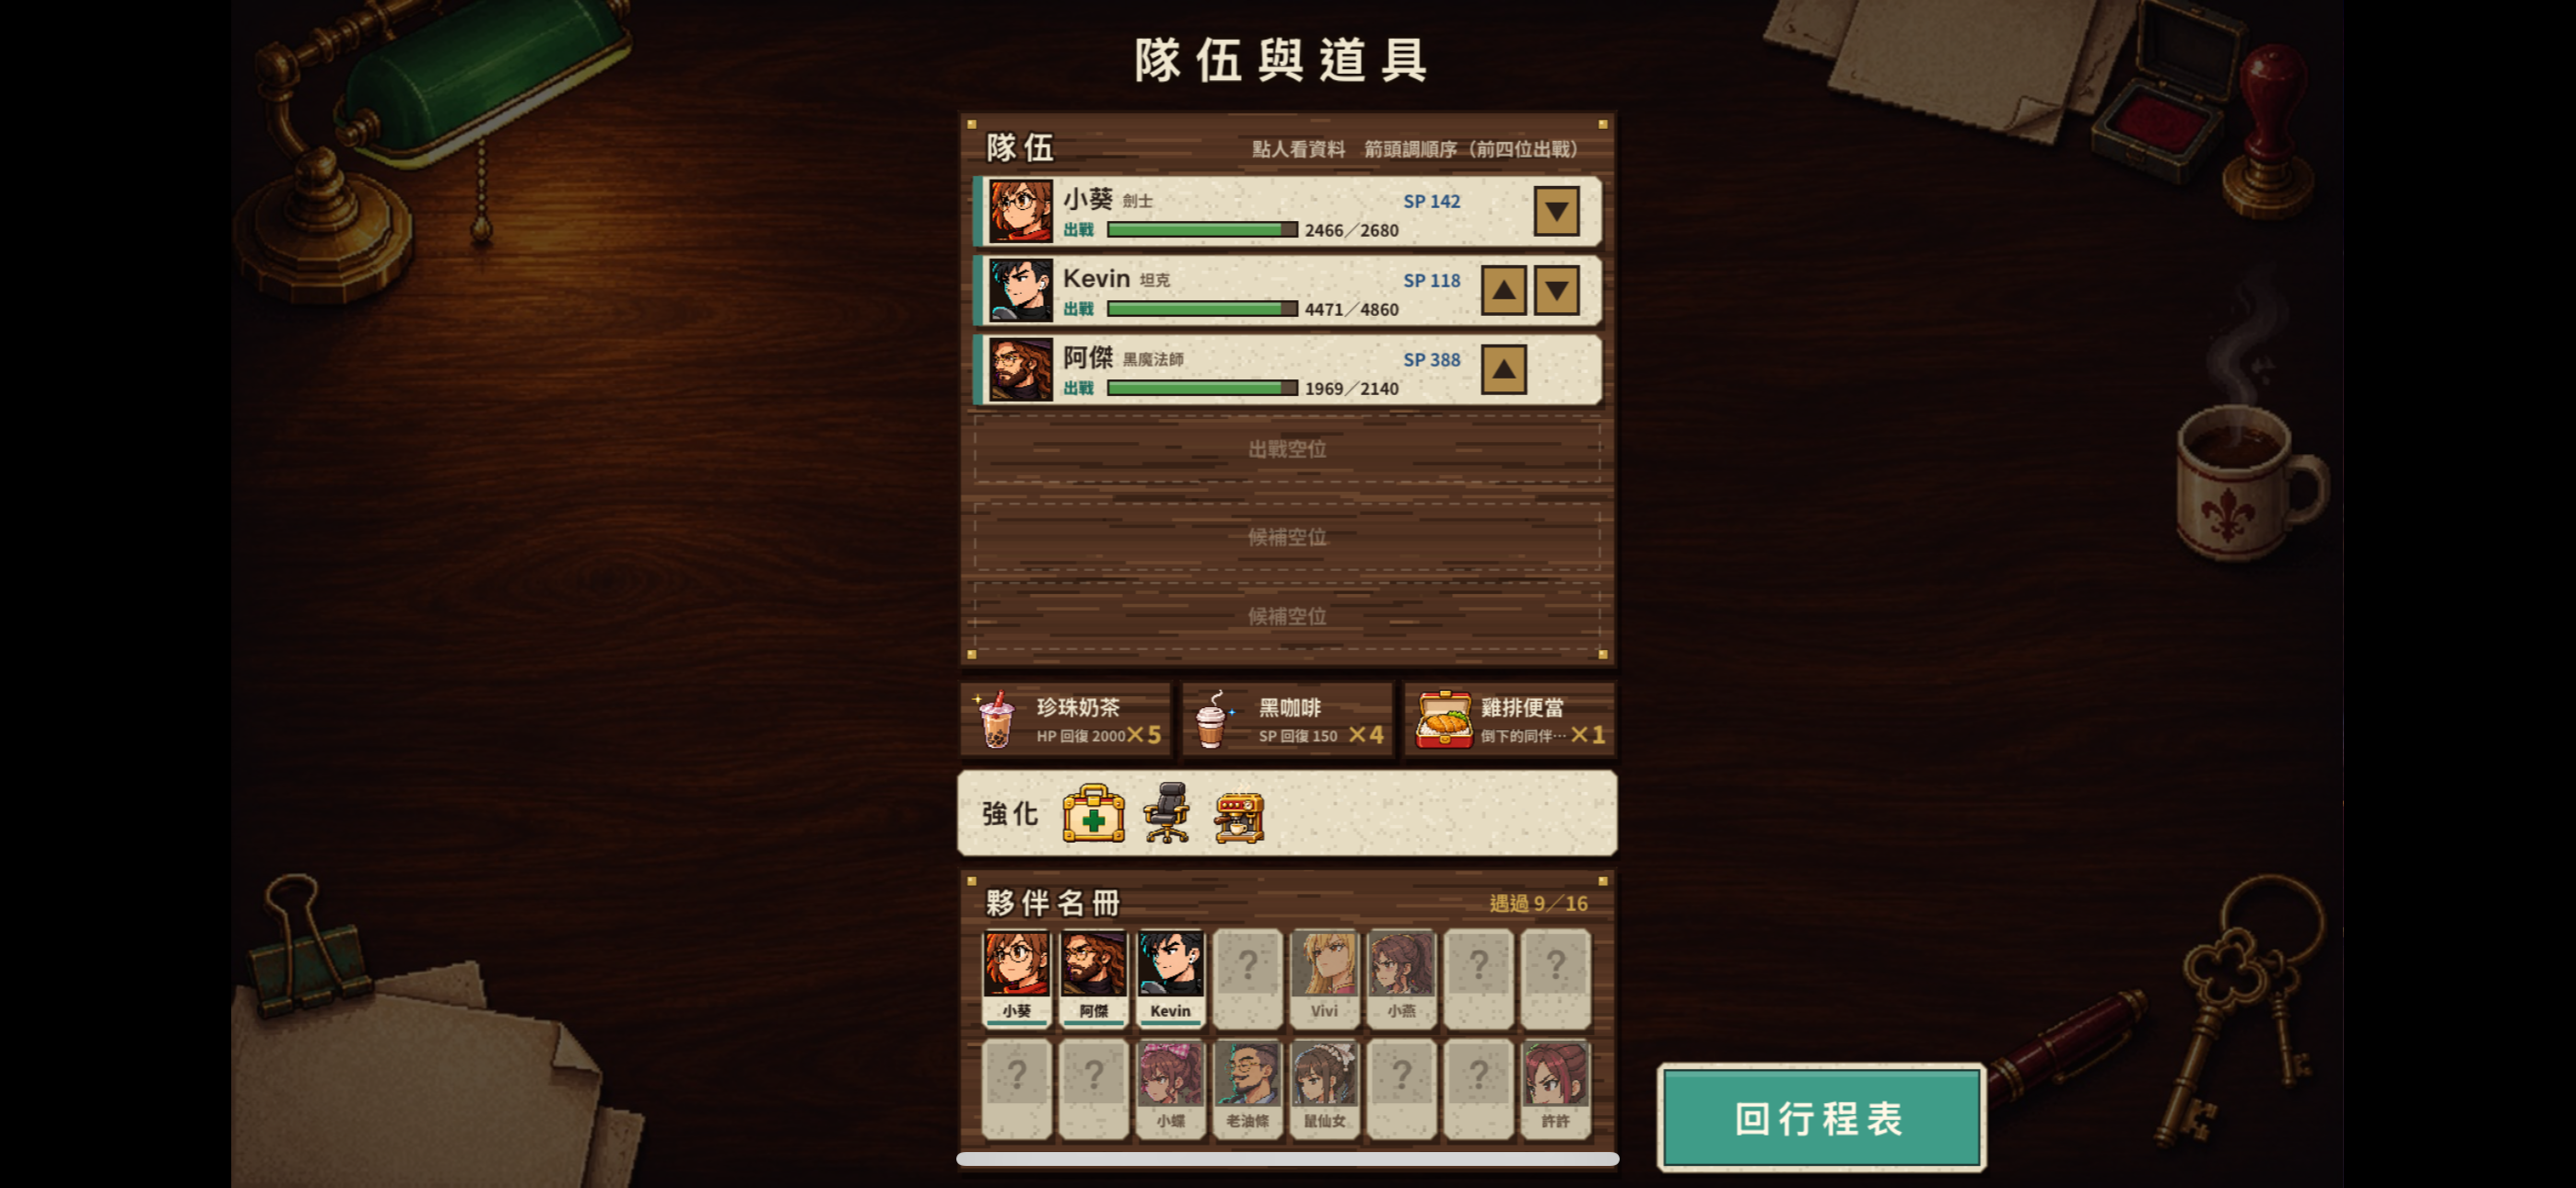 隊伍與道具
隊伍 點人看資料 箭頭調順序（前四位出戰）
小葵 劍士 SP 142
出戰 2466／2680
Kevin 坦克 SP 118
出戰 4471／4860
阿傑 黑魔法師 SP 388
出戰 1969／2140
出戰空位
候補空位
候補空位
珍珠奶茶
HP 回復 2000 ×5
黑咖啡
SP 回復 150 ×4
雞排便當
倒下的同伴… ×1
強化
夥伴名冊 遇過 9／16
? ? ? ?
小葵 阿傑 Kevin Vivi 小燕
? ? ? ?
小蝶 老油條 鼠仙女 許許
回行程表